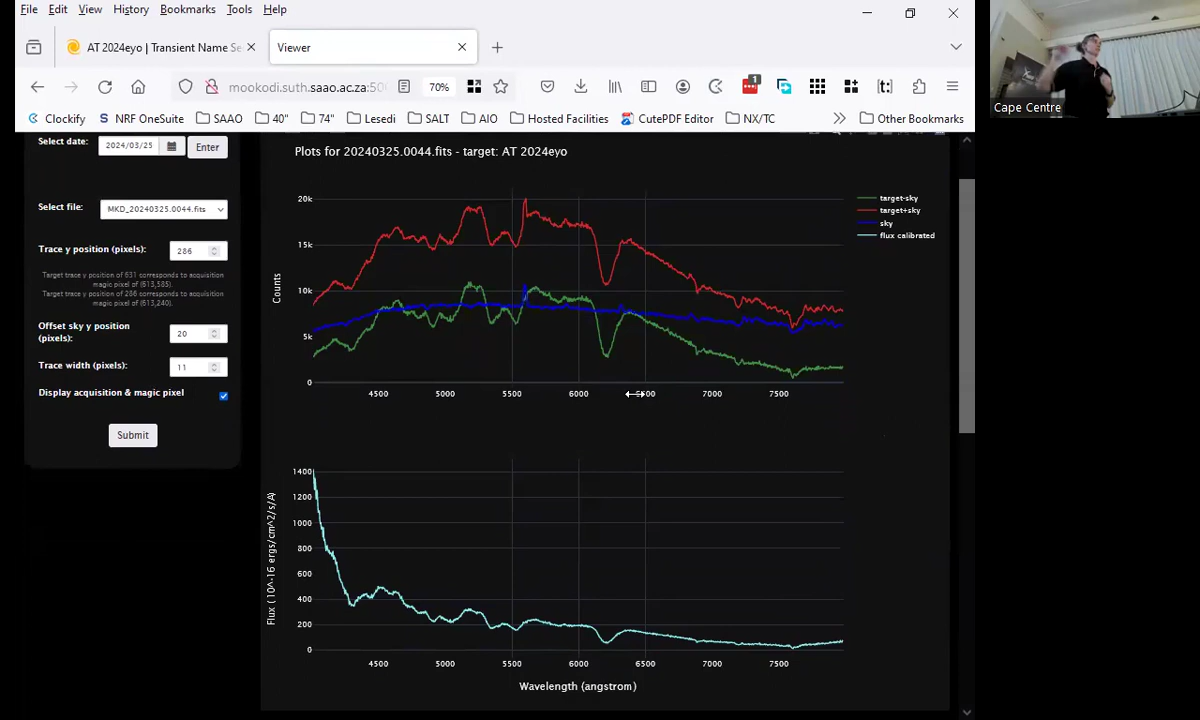 File Edit View History Bookmarks Tools Help
AT 2024eyo | Transient Name Se
Viewer
mookodi.suth.saao.ac.za:50
70%
1
Clockify
NRF OneSuite
SAAO
40"
74"
Lesedi
SALT
AIO
Hosted Facilities
CutePDF Editor
NX/TC
Other Bookmarks
Cape Centre
Select date: 2024/03/25 Enter
Select file: MKD_20240325.0044.fits
Trace y position (pixels): 286
Target trace y position of 631 corresponds to acquisition
magic pixel of (613,585).
Target trace y position of 286 corresponds to acquisition
magic pixel of (613,240).
Offset sky y position
(pixels): 20
Trace width (pixels): 11
Display acquisition & magic pixel
Submit
Plots for 20240325.0044.fits - target: AT 2024eyo
20k
15k
10k
5k
0
Counts
4500 5000 5500 6000 6500 7000 7500
target-sky
target+sky
sky
flux calibrated
1400
1200
1000
800
600
400
200
0
Flux (10^-16 ergs/cm^2/s/A)
4500 5000 5500 6000 6500 7000 7500
Wavelength (angstrom)